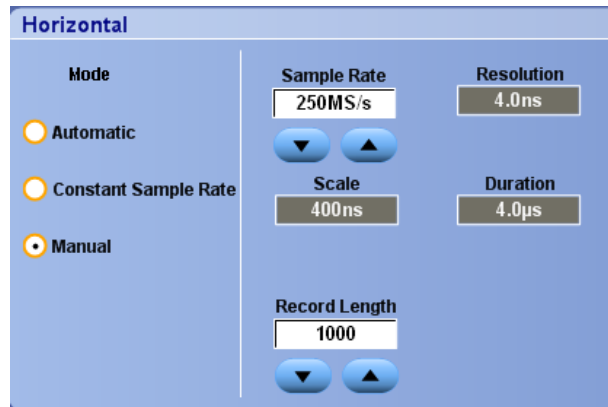 Horizontal
Mode
Automatic
Constant Sample Rate
Manual
Sample Rate
250MS/s
Resolution
4.0ns
Scale
400ns
Duration
4.0µs
Record Length
1000